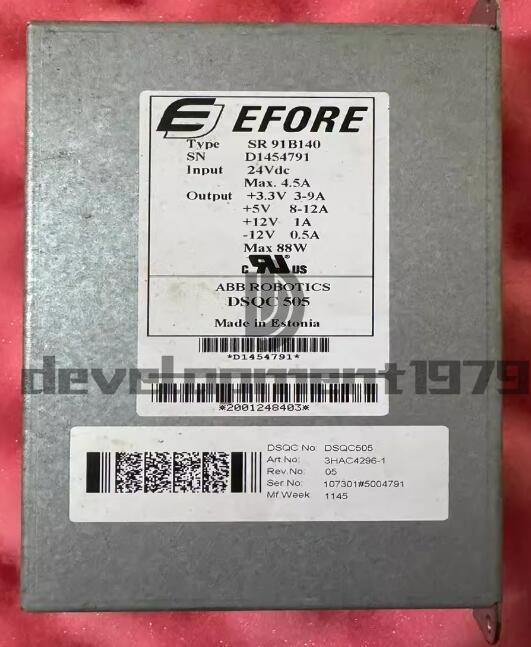 EFORE
Type SR 91B140
SN D1454791
Input 24Vdc
Max. 4.5A
Output +3.3V 3-9A
+5V 8-12A
+12V 1A
-12V 0.5A
Max 88W
c RU US
ABB ROBOTICS
DSQC 505
Made in Estonia
*D1454791*
development1979
*2001248403*
DSQC No: DSQC505
Art.No: 3HAC4296-1
Rev.No: 05
Ser No: 107301#5004791
Mf Week 1145